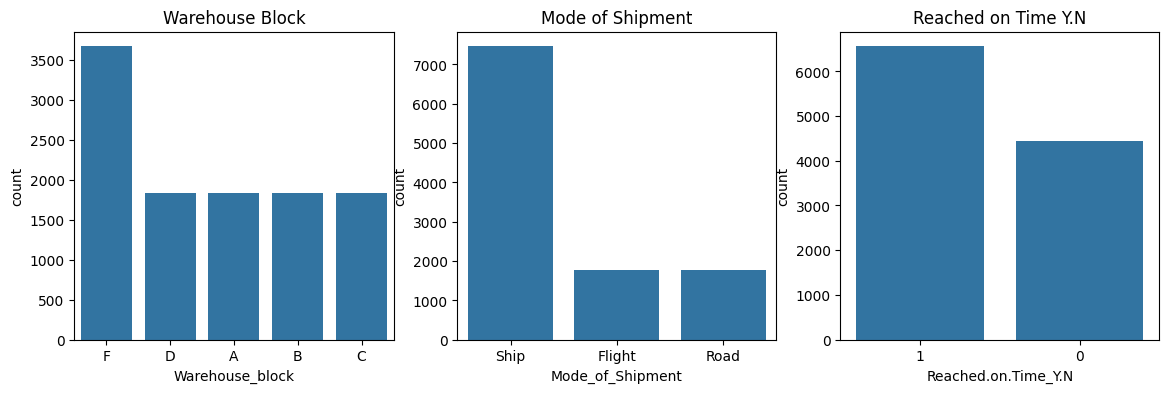 Warehouse Block
3500
3000
2500
2000
1500
1000
500
0
count
F D A B C
Warehouse_block
Mode of Shipment
7000
6000
5000
4000
3000
2000
1000
0
count
Ship Flight Road
Mode_of_Shipment
Reached on Time Y.N
6000
5000
4000
3000
2000
1000
0
count
1 0
Reached.on.Time_Y.N